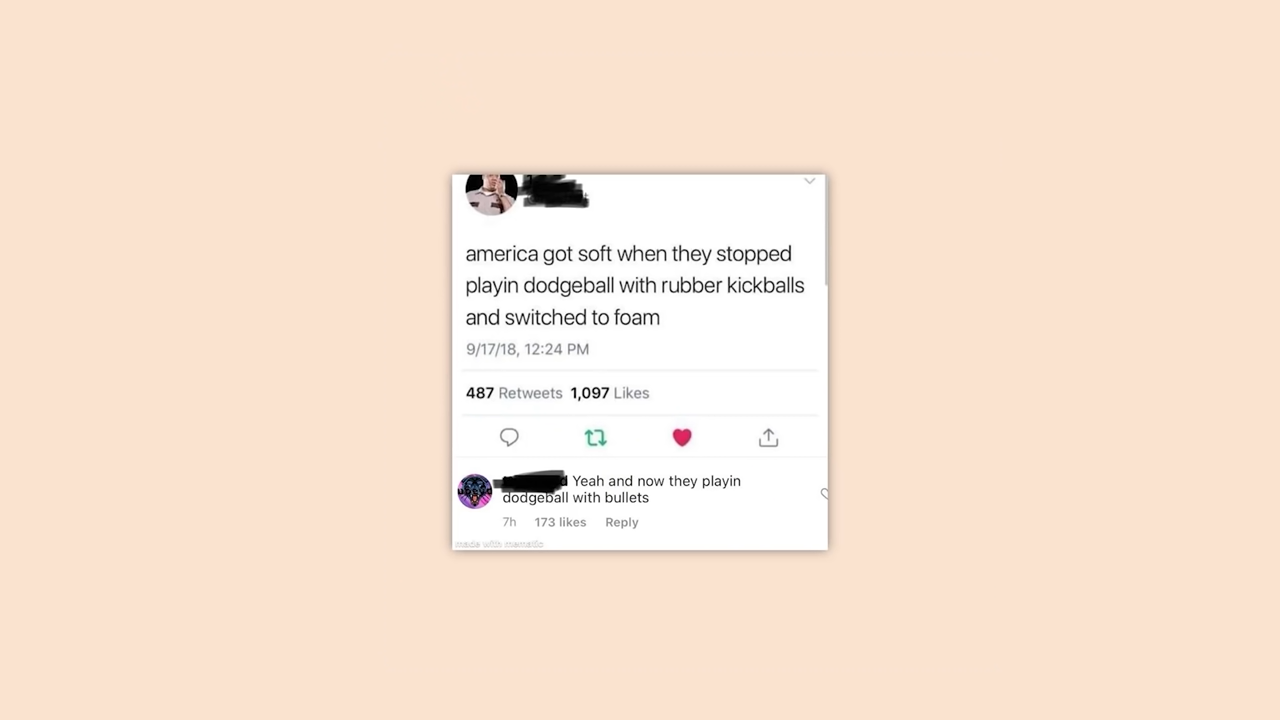 america got soft when they stopped
playin dodgeball with rubber kickballs
and switched to foam
9/17/18, 12:24 PM
487 Retweets 1,097 Likes
Yeah and now they playin
dodgeball with bullets
7h 173 likes Reply
made with mematic